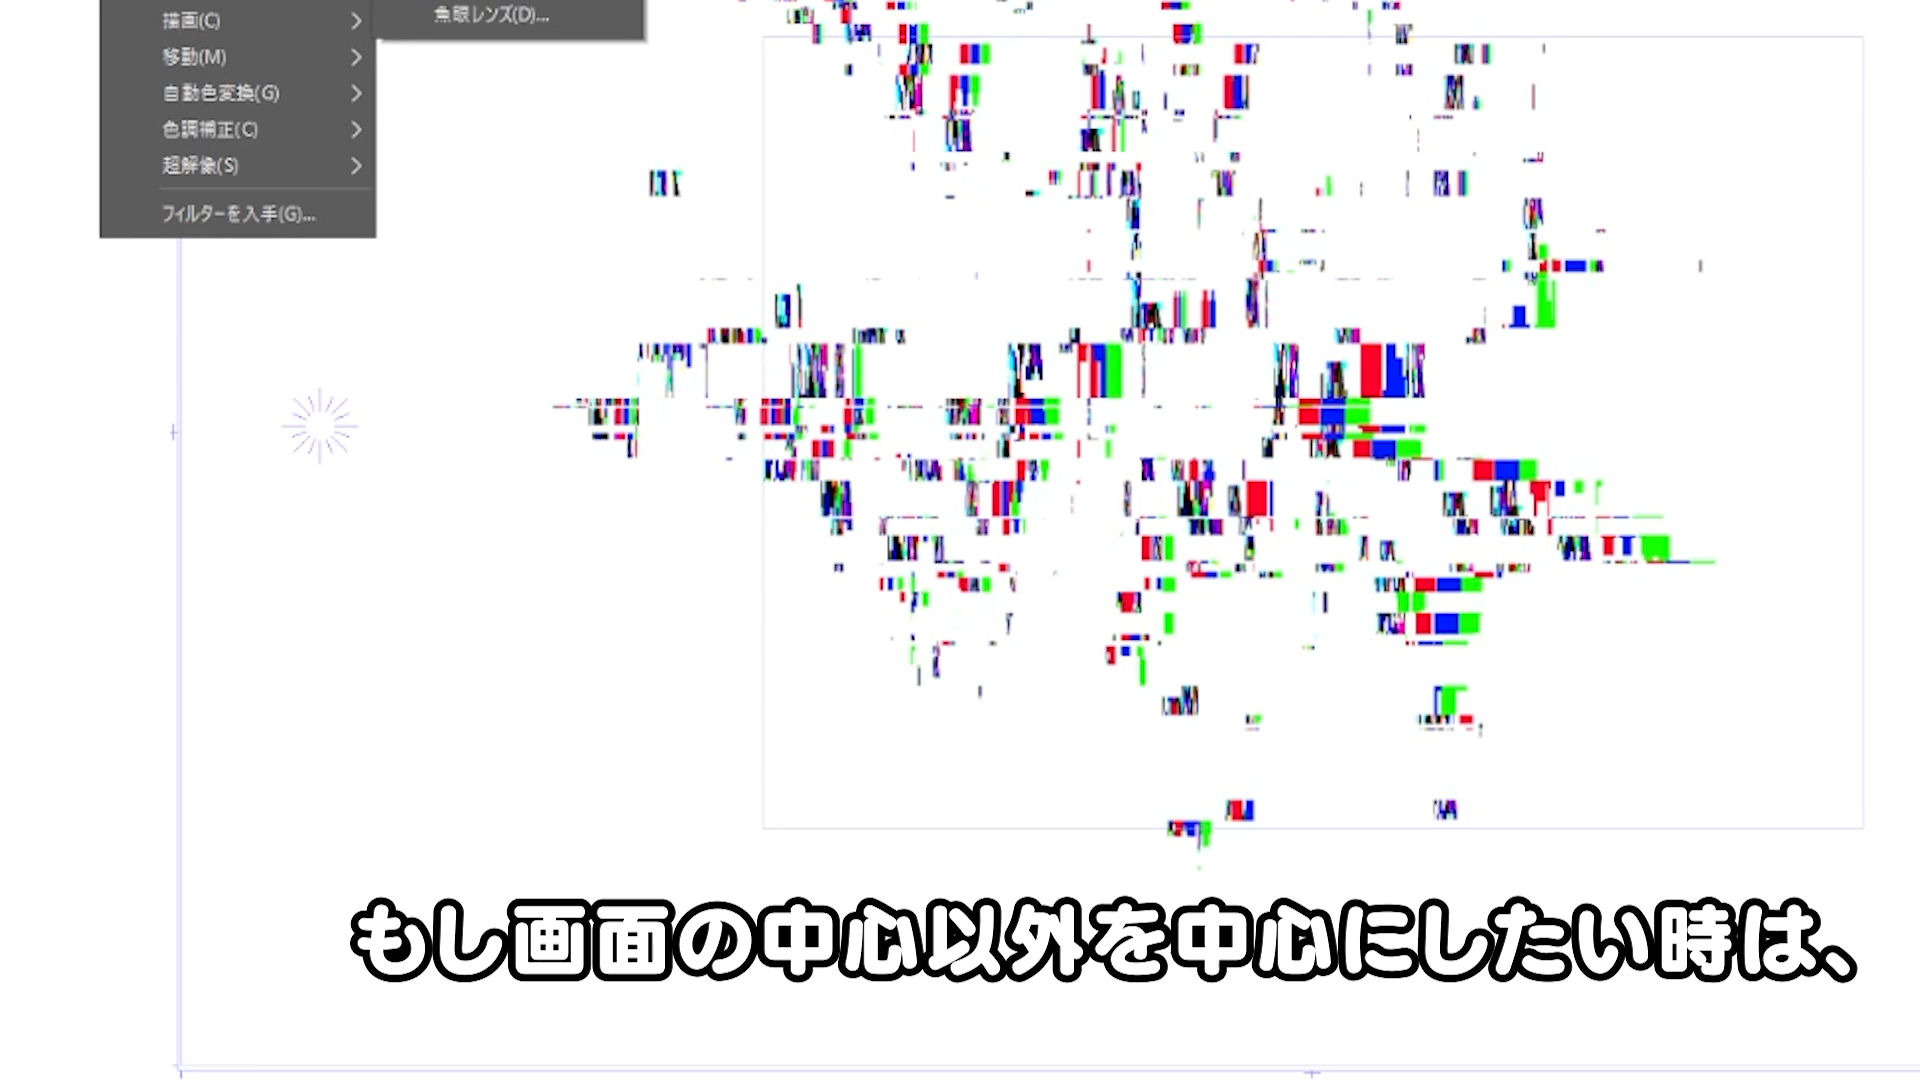 描画(C)
魚眼レンズ(D)...
移動(M)
自動色変換(G)
色調補正(C)
超解像(S)
フィルターを入手(G)...
もし画面の中心以外を中心にしたい時は、